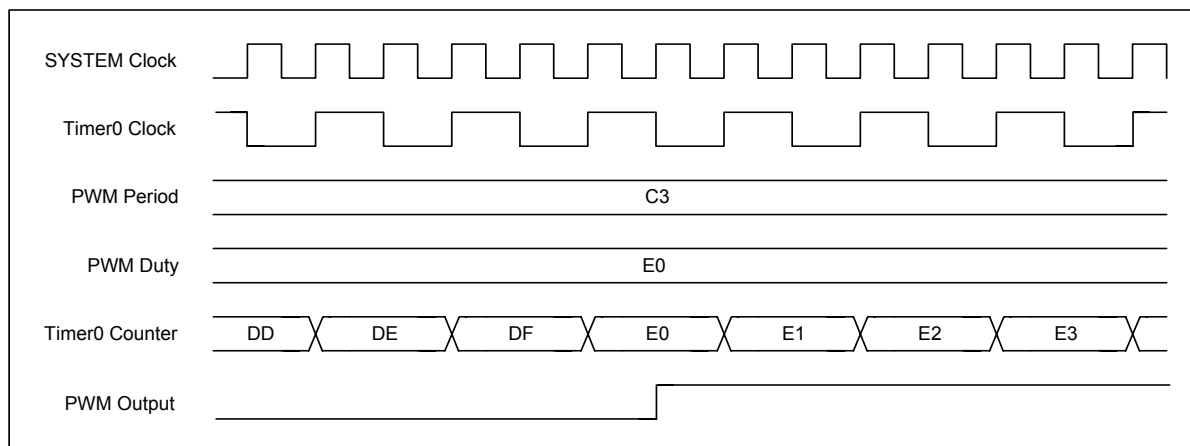 SYSTEM Clock
Timer0 Clock
PWM Period
C3
PWM Duty
E0
Timer0 Counter
DD DE DF E0 E1 E2 E3
PWM Output